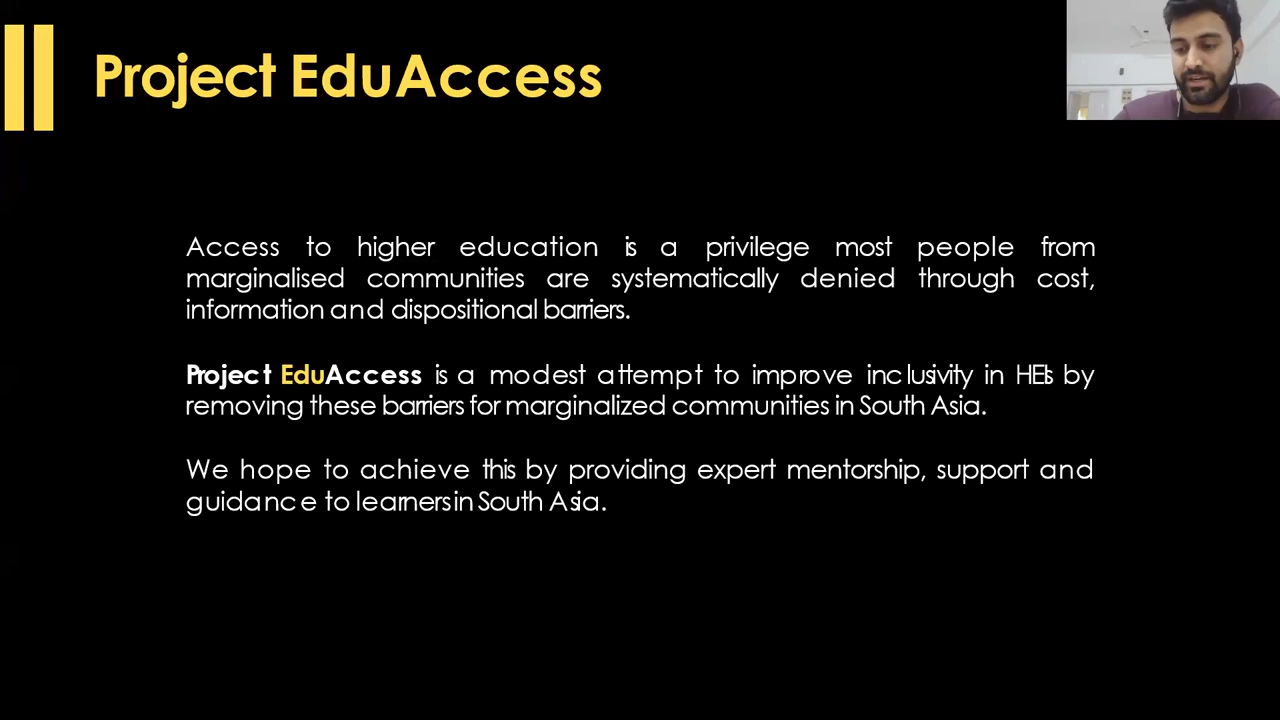 Project EduAccess
Access to higher education is a privilege most people from
marginalised communities are systematically denied through cost,
information and dispositional barriers.
Project EduAccess is a modest attempt to improve inclusivity in HEIs by
removing these barriers for marginalized communities in South Asia.
We hope to achieve this by providing expert mentorship, support and
guidance to learners in South Asia.